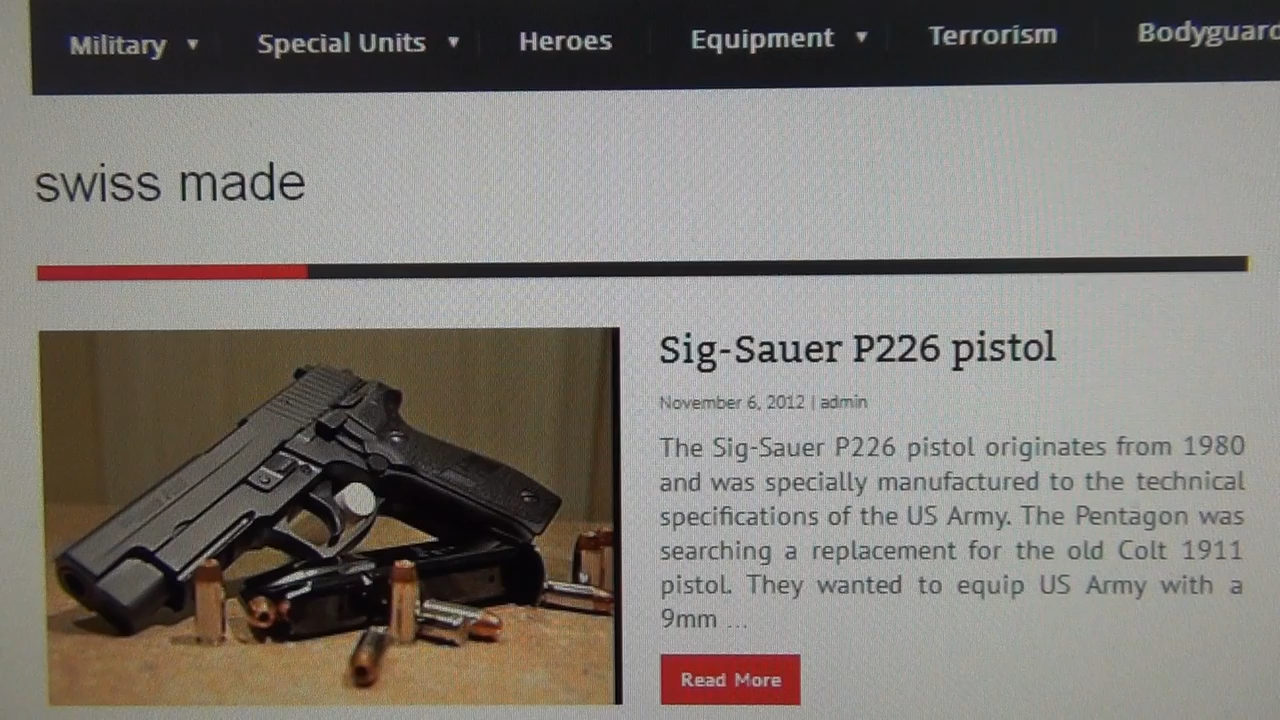 Military ▼ Special Units ▼ Heroes Equipment ▼ Terrorism Bodyguard
swiss made
Sig-Sauer P226 pistol
November 6, 2012 | admin
The Sig-Sauer P226 pistol originates from 1980
and was specially manufactured to the technical
specifications of the US Army. The Pentagon was
searching a replacement for the old Colt 1911
pistol. They wanted to equip US Army with a
9mm ...
Read More